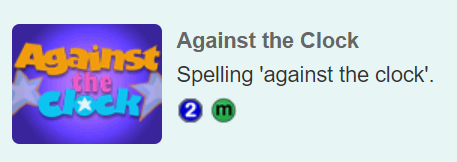 Against
the
Clock
Against the Clock
Spelling 'against the clock'.
2 m